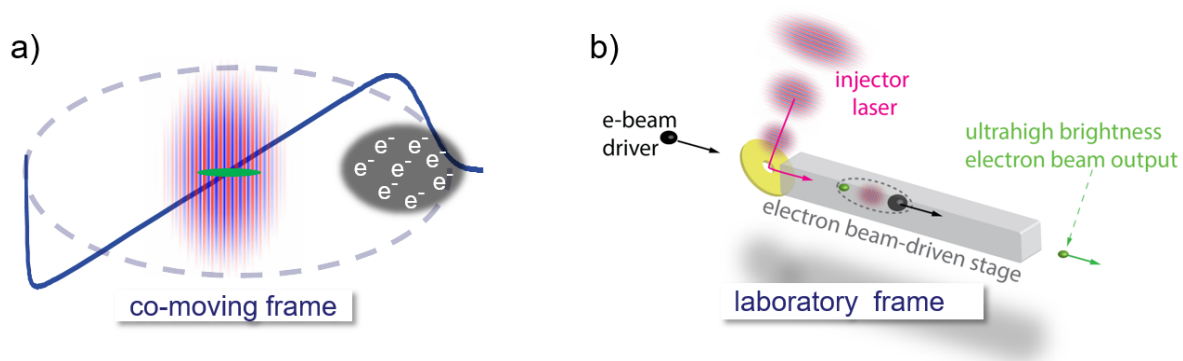 a)
e⁻ e⁻
e⁻ e⁻ e⁻
e⁻ e⁻ e⁻
co-moving frame
b)
injector
laser
e-beam
driver
ultrahigh brightness
electron beam output
electron beam-driven stage
laboratory frame